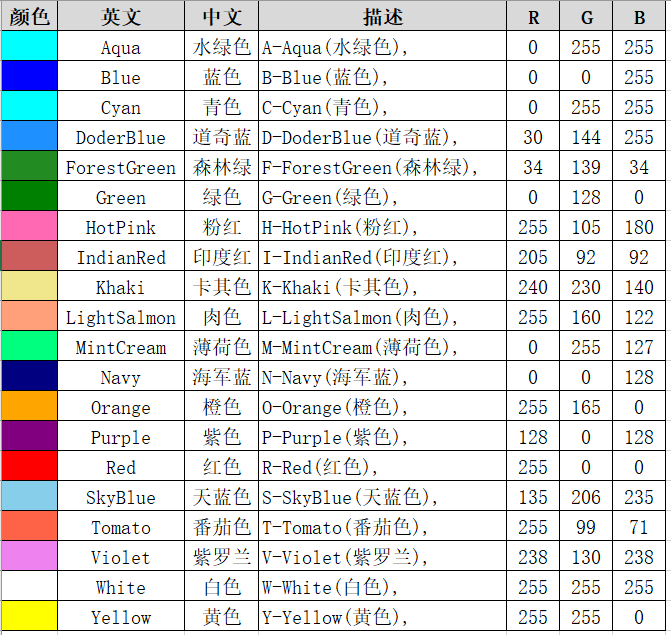 颜色 英文 中文 描述 R G B
Aqua 水绿色 A-Aqua(水绿色), 0 255 255
Blue 蓝色 B-Blue(蓝色), 0 0 255
Cyan 青色 C-Cyan(青色), 0 255 255
DoderBlue 道奇蓝 D-DoderBlue(道奇蓝), 30 144 255
ForestGreen 森林绿 F-ForestGreen(森林绿), 34 139 34
Green 绿色 G-Green(绿色), 0 128 0
HotPink 粉红 H-HotPink(粉红), 255 105 180
IndianRed 印度红 I-IndianRed(印度红), 205 92 92
Khaki 卡其色 K-Khaki(卡其色), 240 230 140
LightSalmon 肉色 L-LightSalmon(肉色), 255 160 122
MintCream 薄荷色 M-MintCream(薄荷色), 0 255 127
Navy 海军蓝 N-Navy(海军蓝), 0 0 128
Orange 橙色 O-Orange(橙色), 255 165 0
Purple 紫色 P-Purple(紫色), 128 0 128
Red 红色 R-Red(红色), 255 0 0
SkyBlue 天蓝色 S-SkyBlue(天蓝色), 135 206 235
Tomato 番茄色 T-Tomato(番茄色), 255 99 71
Violet 紫罗兰 V-Violet(紫罗兰), 238 130 238
White 白色 W-White(白色), 255 255 255
Yellow 黄色 Y-Yellow(黄色), 255 255 0